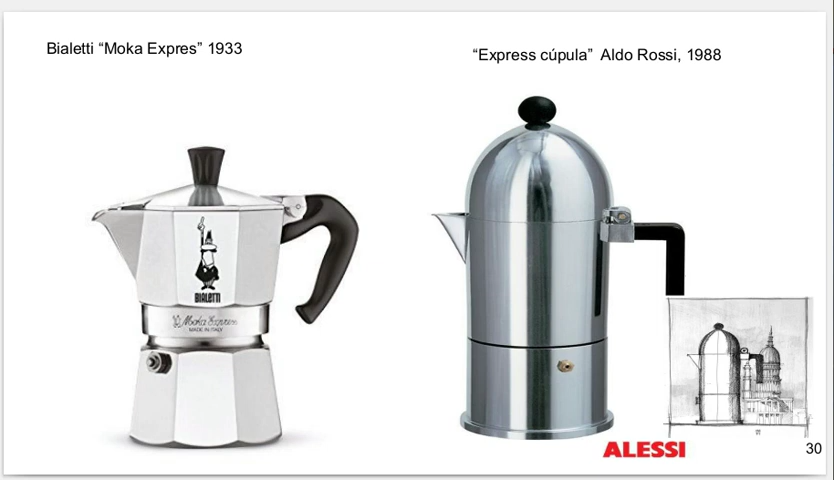 Bialetti “Moka Expres” 1933
“Express cúpula”  Aldo Rossi, 1988
BIALETTI
Moka Express
MADE IN ITALY
ALESSI
30